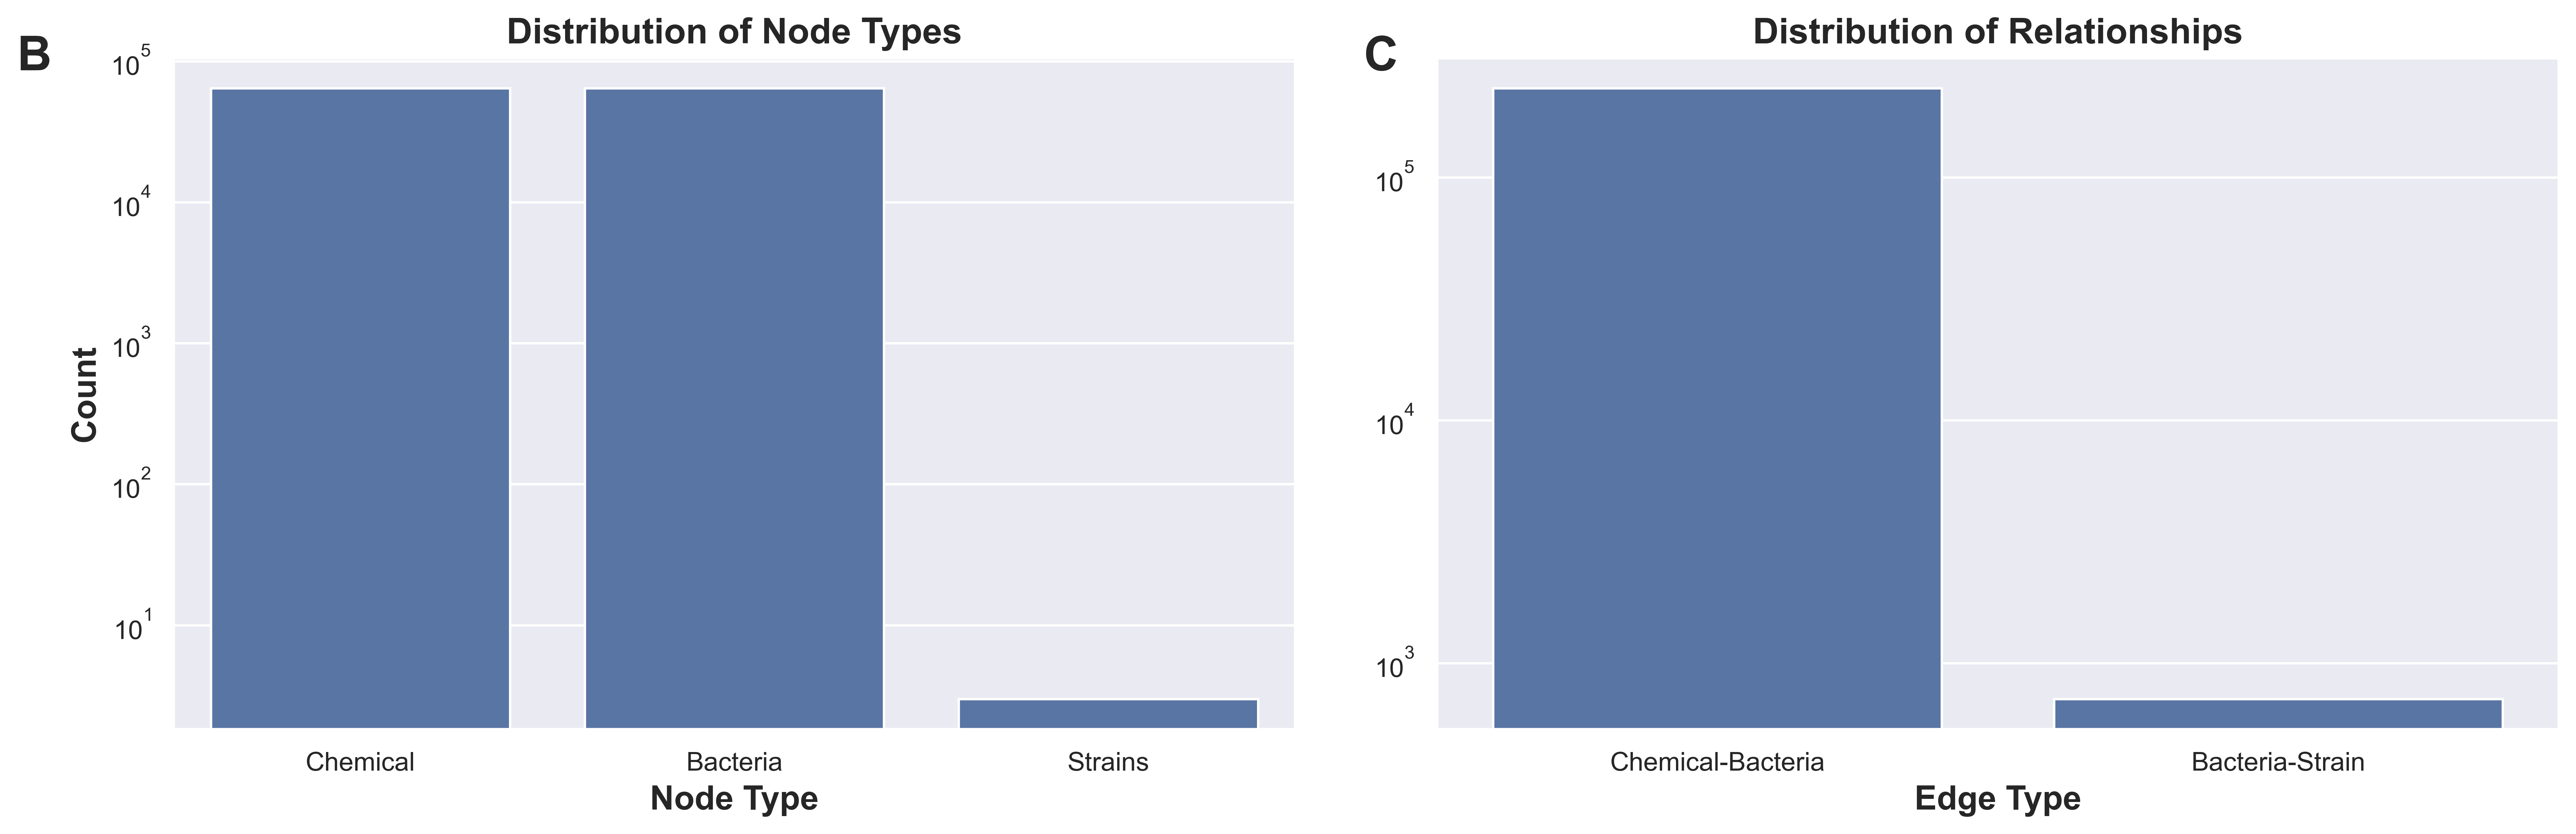 B
Distribution of Node Types
10^5
10^4
10^3
10^2
10^1
Count
Chemical
Bacteria
Strains
Node Type
C
Distribution of Relationships
10^5
10^4
10^3
Chemical-Bacteria
Bacteria-Strain
Edge Type